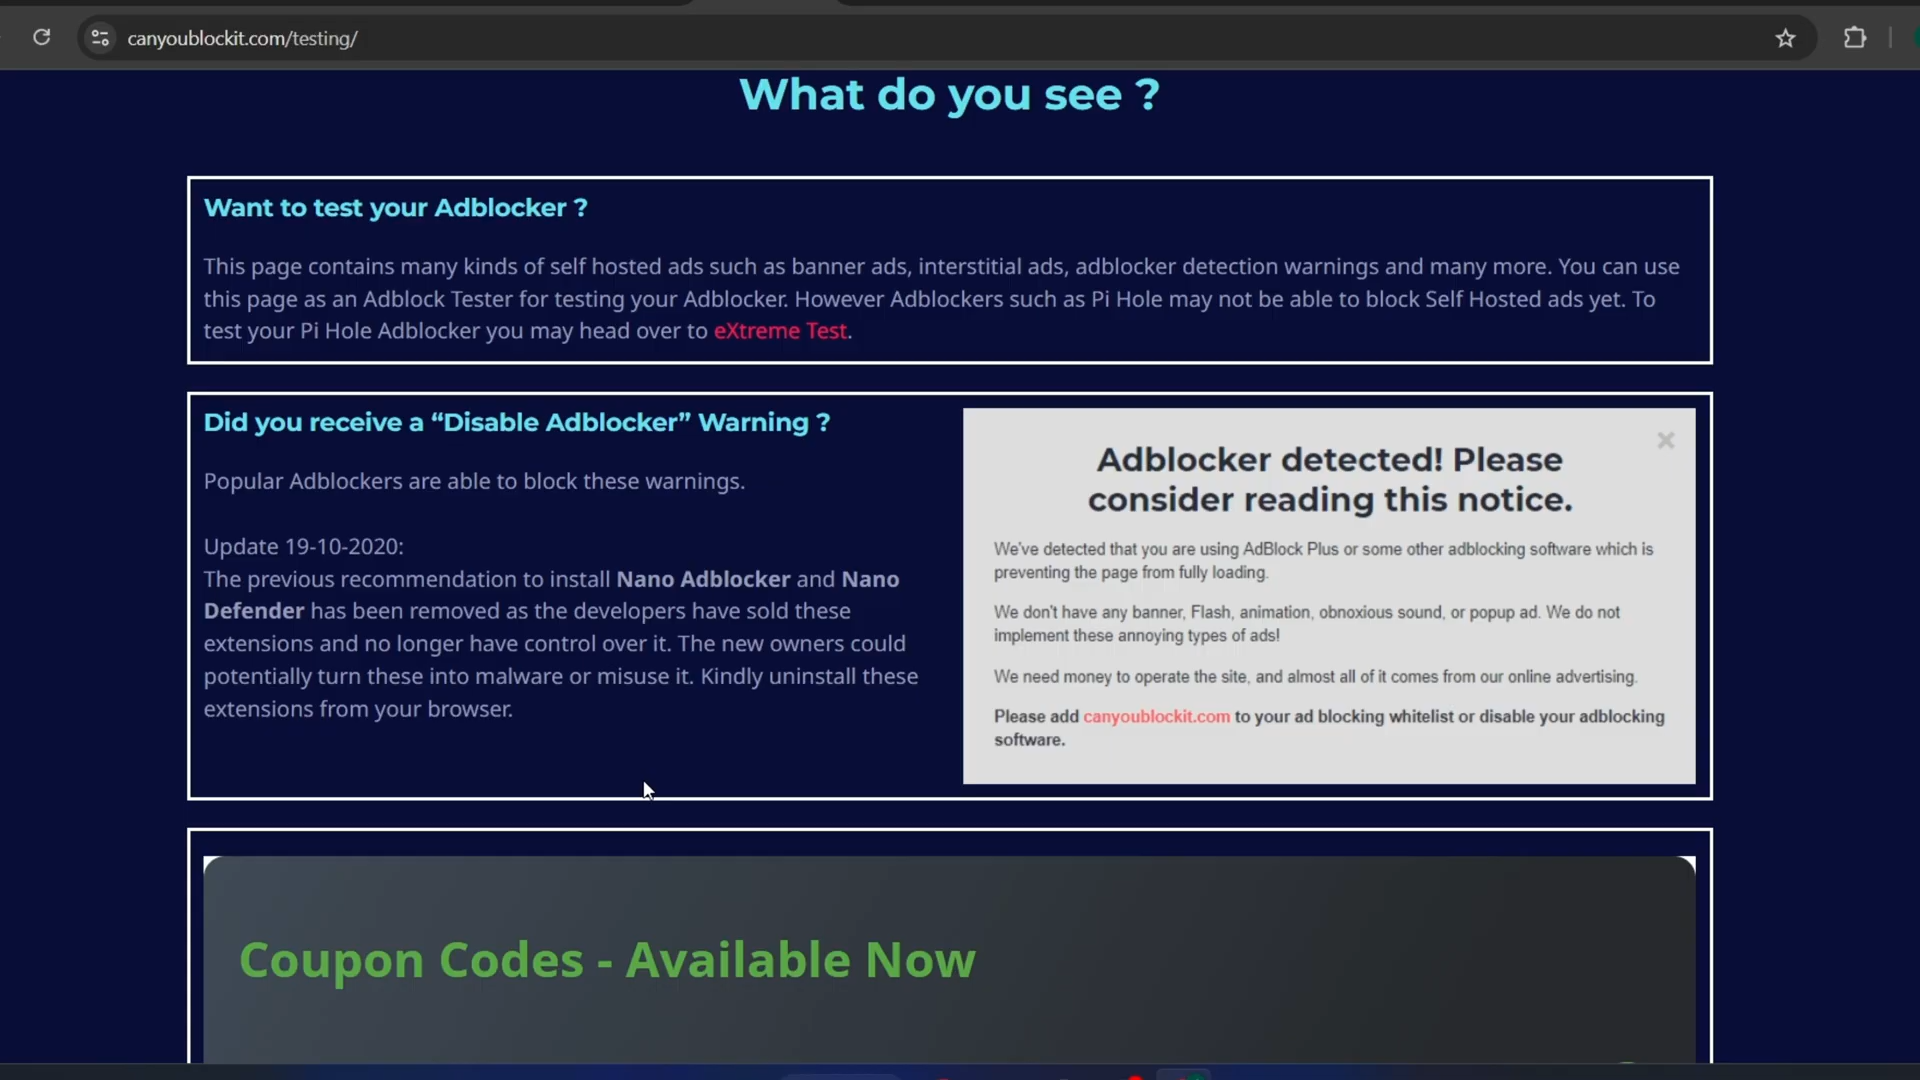 canyoublockit.com/testing/
What do you see ?
Want to test your Adblocker ?
This page contains many kinds of self hosted ads such as banner ads, interstitial ads, adblocker detection warnings and many more. You can use
this page as an Adblock Tester for testing your Adblocker. However Adblockers such as Pi Hole may not be able to block Self Hosted ads yet. To
test your Pi Hole Adblocker you may head over to eXtreme Test.
Did you receive a “Disable Adblocker” Warning ?
Popular Adblockers are able to block these warnings.
Update 19-10-2020:
The previous recommendation to install Nano Adblocker and Nano
Defender has been removed as the developers have sold these
extensions and no longer have control over it. The new owners could
potentially turn these into malware or misuse it. Kindly uninstall these
extensions from your browser.
Adblocker detected! Please
consider reading this notice.
We've detected that you are using AdBlock Plus or some other adblocking software which is
preventing the page from fully loading.
We don't have any banner, Flash, animation, obnoxious sound, or popup ad. We do not
implement these annoying types of ads!
We need money to operate the site, and almost all of it comes from our online advertising.
Please add canyoublockit.com to your ad blocking whitelist or disable your adblocking
software.
Coupon Codes - Available Now